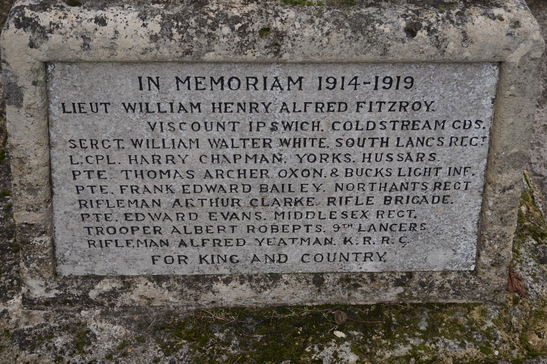 IN MEMORIAM 1914-1919.
LIEUT WILLIAM HENRY ALFRED FITZROY.
VISCOUNT IPSWICH. COLDSTREAM GDS.
SERGT. WILLIAM WALTER WHITE, SOUTH LANCS REGT
L.CPL. HARRY CHAPMAN, YORKS, HUSSARS.
PTE. THOMAS ARCHER, OXON, & BUCKS LIGHT INF.
PTE. FRANK EDWARD BAILEY, NORTHANTS REGT
RIFLEMAN ARTHUR CLARKE, RIFLE BRIGADE.
PTE. EDWARD EVANS. MIDDLESEX REGT.
TROOPER ALBERT ROBERTS. 9TH LANCERS.
RIFLEMAN ALFRED YEATMAN. K.R.R.C.
FOR KING AND COUNTRY.